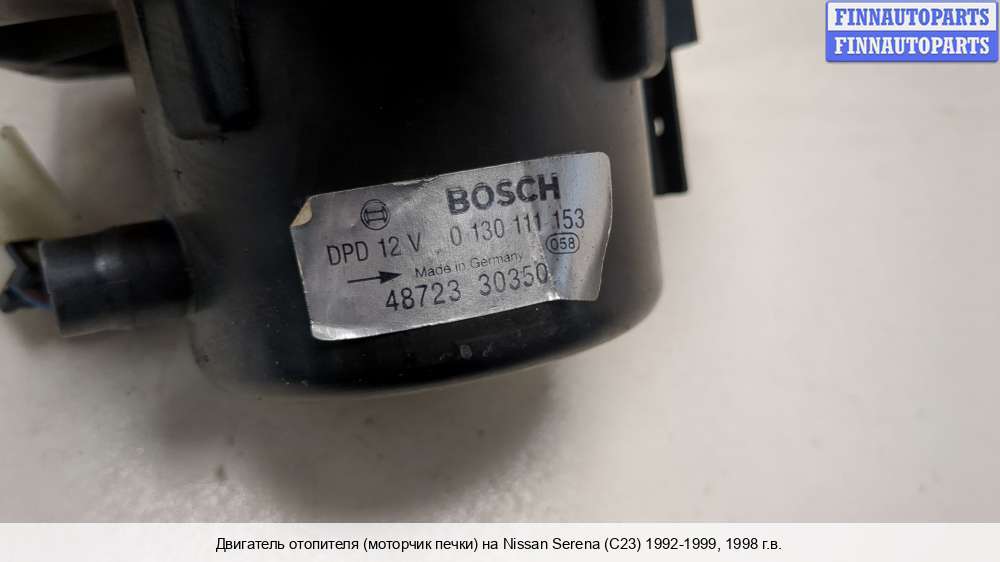 FINNAUTOPARTS
FINNAUTOPARTS
BOSCH
DPD 12 V 0 130 111 153
Made in Germany 058
48723 30350
Двигатель отопителя (моторчик печки) на Nissan Serena (C23) 1992-1999, 1998 г.в.